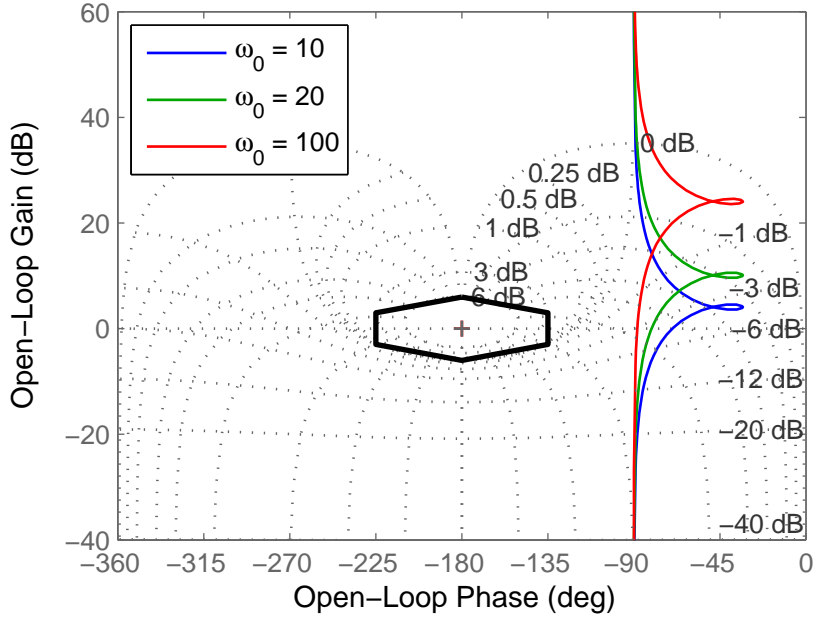 60
40
20
0
−20
−40
Open−Loop Gain (dB)
ω0 = 10
ω0 = 20
ω0 = 100
0 dB
0.25 dB
0.5 dB
1 dB
3 dB
6 dB
−1 dB
−3 dB
−6 dB
−12 dB
−20 dB
−40 dB
−360 −315 −270 −225 −180 −135 −90 −45 0
Open−Loop Phase (deg)